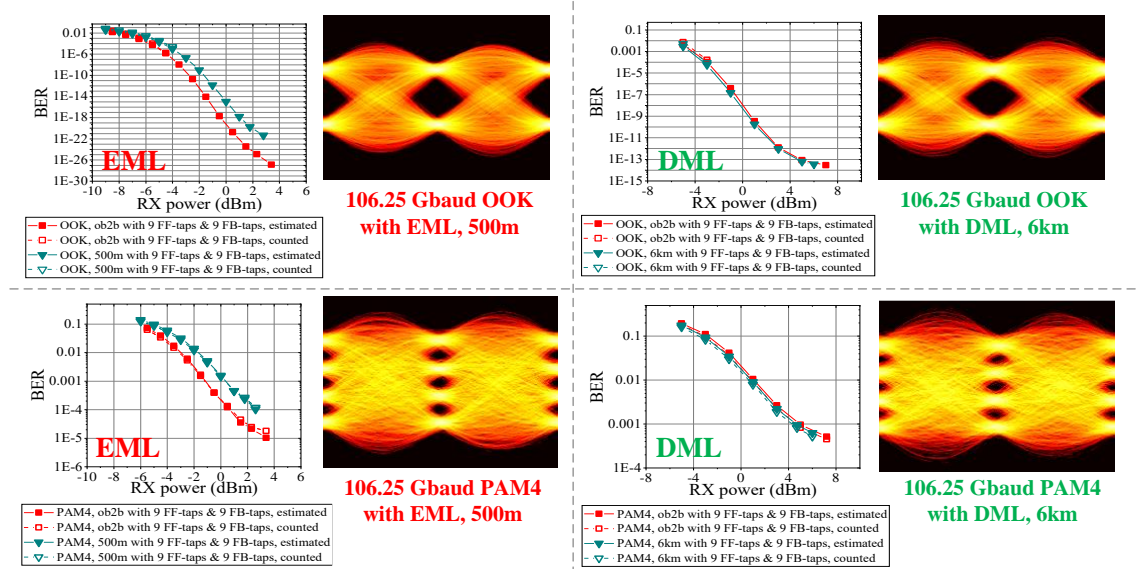 0.01
1E-6
1E-10
1E-14
1E-18
1E-22
1E-26
1E-30
BER
EML
-10 -8 -6 -4 -2 0 2 4 6
RX power (dBm)
OOK, ob2b with 9 FF-taps & 9 FB-taps, estimated
OOK, ob2b with 9 FF-taps & 9 FB-taps, counted
OOK, 500m with 9 FF-taps & 9 FB-taps, estimated
OOK, 500m with 9 FF-taps & 9 FB-taps, counted
106.25 Gbaud OOK
with EML, 500m
0.001
1E-5
1E-7
1E-9
1E-11
1E-13
1E-15
BER
DML
-8 -4 0 4 8
RX power (dBm)
OOK, ob2b with 9 FF-taps & 9 FB-taps, estimated
OOK, ob2b with 9 FF-taps & 9 FB-taps, counted
OOK, 6km with 9 FF-taps & 9 FB-taps, estimated
OOK, 6km with 9 FF-taps & 9 FB-taps, counted
106.25 Gbaud OOK
with DML, 6km
0.1
0.01
0.001
1E-4
1E-5
1E-6
BER
EML
-10 -8 -6 -4 -2 0 2 4 6
RX power (dBm)
PAM4, ob2b with 9 FF-taps & 9 FB-taps, estimated
PAM4, ob2b with 9 FF-taps & 9 FB-taps, counted
PAM4, 500m with 9 FF-taps & 9 FB-taps, estimated
PAM4, 500m with 9 FF-taps & 9 FB-taps, counted
106.25 Gbaud PAM4
with EML, 500m
0.1
0.01
0.001
1E-4
BER
DML
-8 -4 0 4 8
RX power (dBm)
PAM4, ob2b with 9 FF-taps & 9 FB-taps, estimated
PAM4, ob2b with 9 FF-taps & 9 FB-taps, counted
PAM4, 6km with 9 FF-taps & 9 FB-taps, estimated
PAM4, 6km with 9 FF-taps & 9 FB-taps, counted
106.25 Gbaud PAM4
with DML, 6km